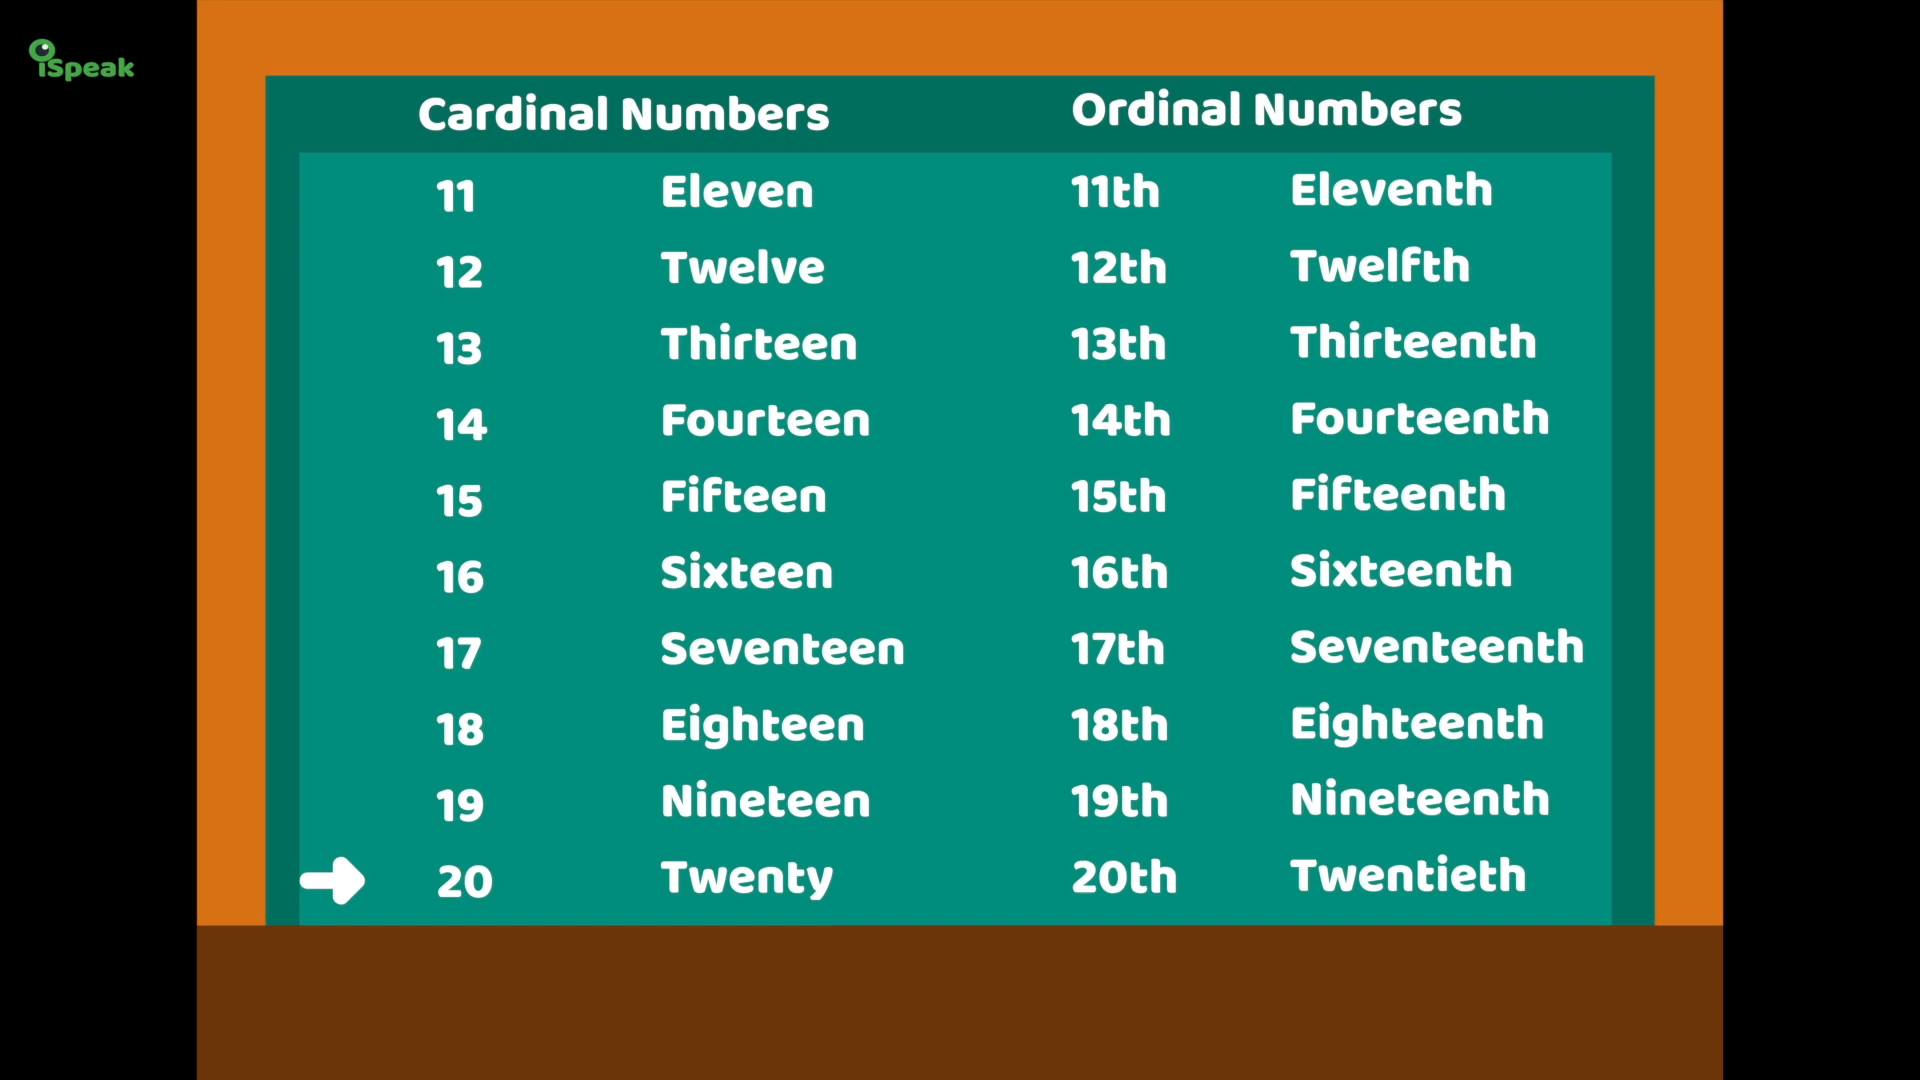 iSpeak
Cardinal Numbers Ordinal Numbers
11 Eleven 11th Eleventh
12 Twelve 12th Twelfth
13 Thirteen 13th Thirteenth
14 Fourteen 14th Fourteenth
15 Fifteen 15th Fifteenth
16 Sixteen 16th Sixteenth
17 Seventeen 17th Seventeenth
18 Eighteen 18th Eighteenth
19 Nineteen 19th Nineteenth
20 Twenty 20th Twentieth